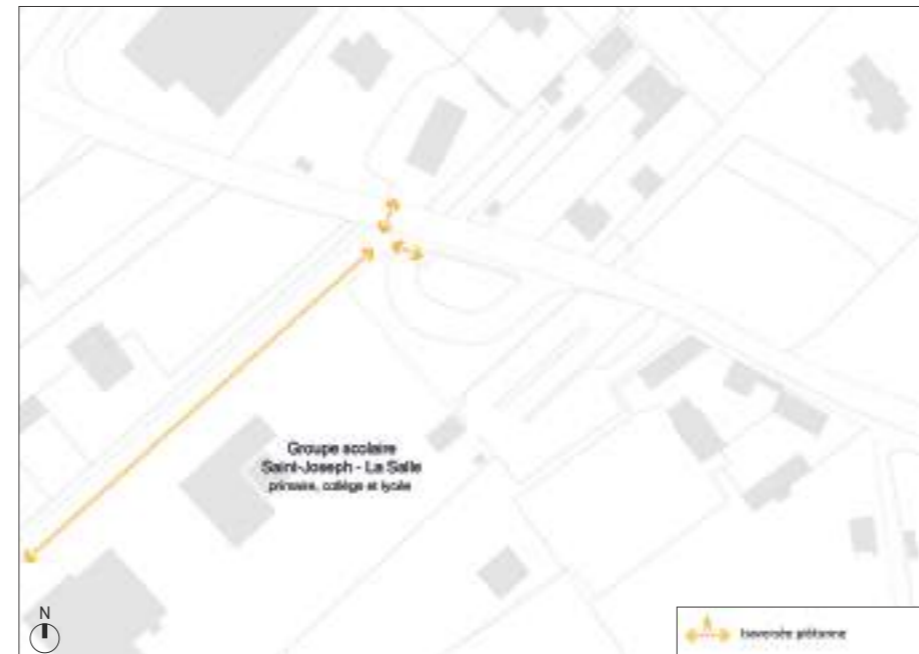 Groupe scolaire
Saint-Joseph - La Salle
primaire, collège et lycée
N
traversée piétonne